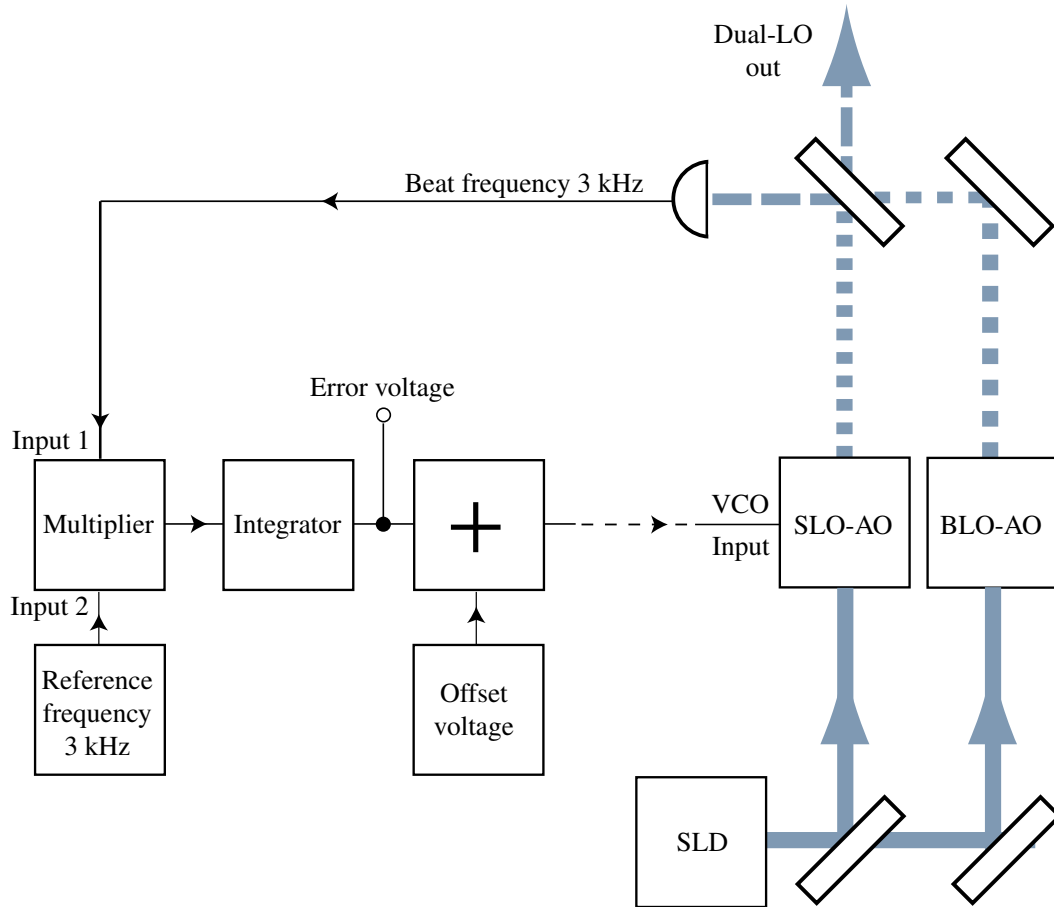 Dual-LO
out
Beat frequency 3 kHz
Error voltage
Input 1
Multiplier
Integrator
+
VCO
Input
SLO-AO
BLO-AO
Input 2
Reference
frequency
3 kHz
Offset
voltage
SLD